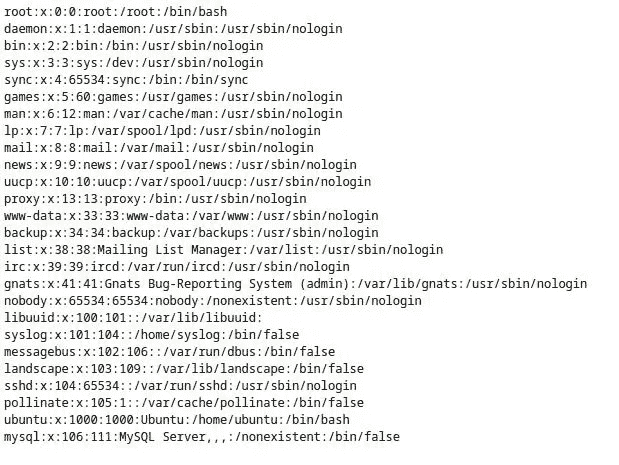 root:x:0:0:root:/root:/bin/bash
daemon:x:1:1:daemon:/usr/sbin:/usr/sbin/nologin
bin:x:2:2:bin:/bin:/usr/sbin/nologin
sys:x:3:3:sys:/dev:/usr/sbin/nologin
sync:x:4:65534:sync:/bin:/bin/sync
games:x:5:60:games:/usr/games:/usr/sbin/nologin
man:x:6:12:man:/var/cache/man:/usr/sbin/nologin
lp:x:7:7:lp:/var/spool/lpd:/usr/sbin/nologin
mail:x:8:8:mail:/var/mail:/usr/sbin/nologin
news:x:9:9:news:/var/spool/news:/usr/sbin/nologin
uucp:x:10:10:uucp:/var/spool/uucp:/usr/sbin/nologin
proxy:x:13:13:proxy:/bin:/usr/sbin/nologin
www-data:x:33:33:www-data:/var/www:/usr/sbin/nologin
backup:x:34:34:backup:/var/backups:/usr/sbin/nologin
list:x:38:38:Mailing List Manager:/var/list:/usr/sbin/nologin
irc:x:39:39:ircd:/var/run/ircd:/usr/sbin/nologin
gnats:x:41:41:Gnats Bug-Reporting System (admin):/var/lib/gnats:/usr/sbin/nologin
nobody:x:65534:65534:nobody:/nonexistent:/usr/sbin/nologin
libuuid:x:100:101::/var/lib/libuuid:
syslog:x:101:104::/home/syslog:/bin/false
messagebus:x:102:106::/var/run/dbus:/bin/false
landscape:x:103:109::/var/lib/landscape:/bin/false
sshd:x:104:65534::/var/run/sshd:/usr/sbin/nologin
pollinate:x:105:1::/var/cache/pollinate:/bin/false
ubuntu:x:1000:1000:Ubuntu:/home/ubuntu:/bin/bash
mysql:x:106:111:MySQL Server,,,:/nonexistent:/bin/false